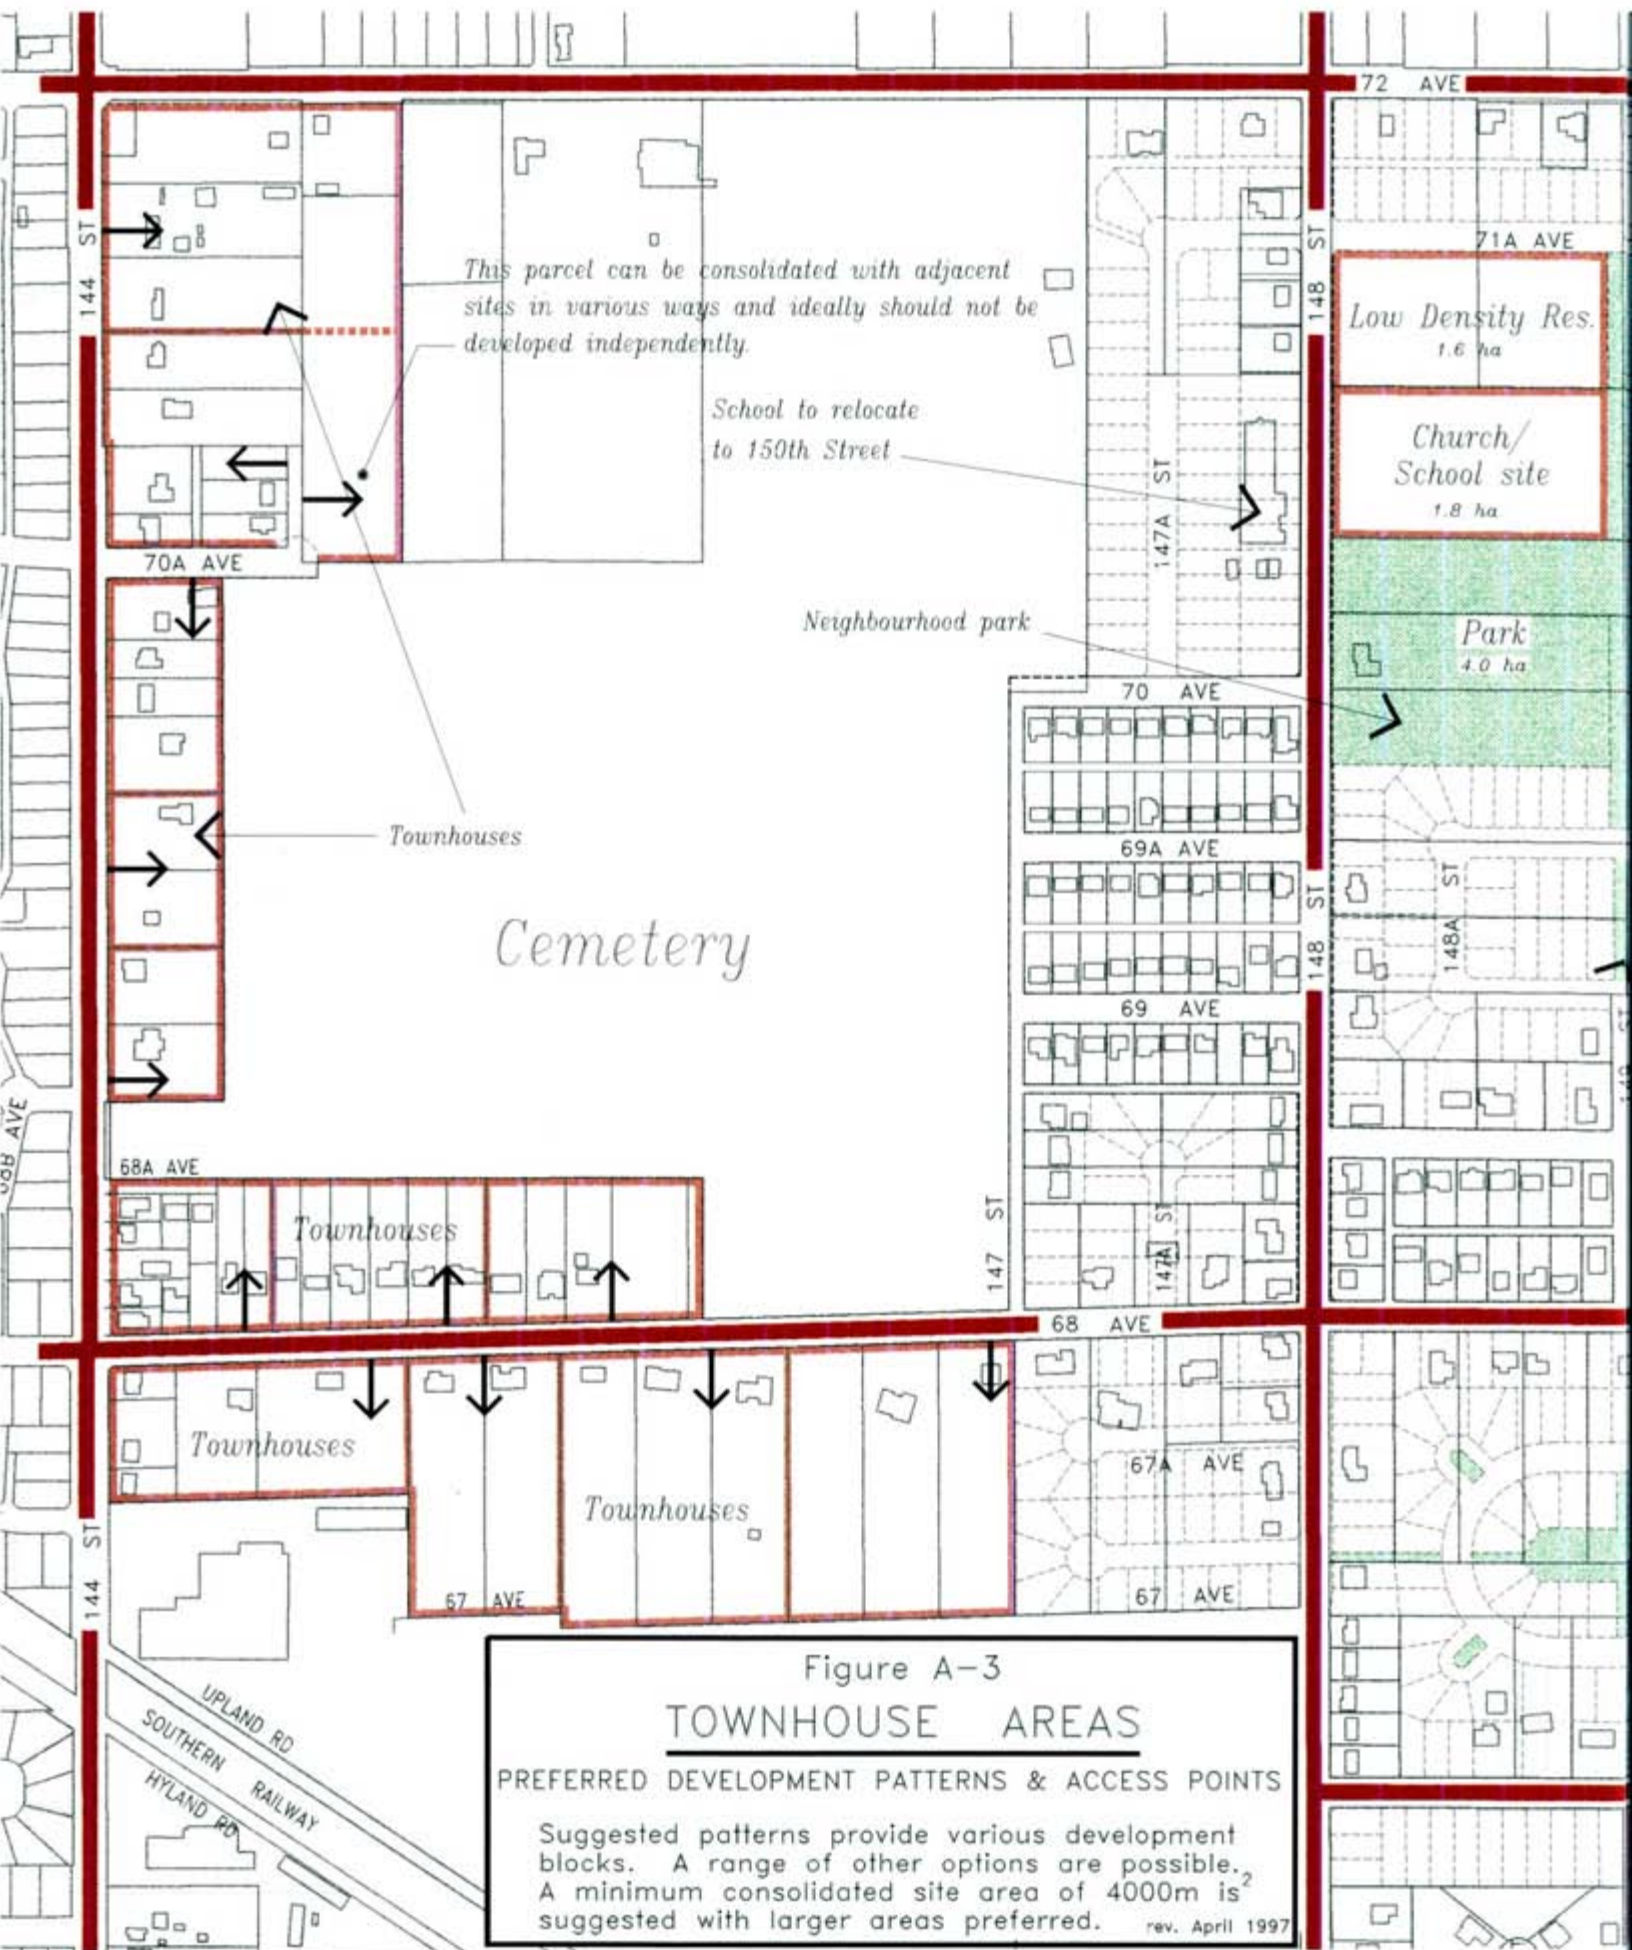 72 AVE
144 ST
148 ST
71A AVE
This parcel can be consolidated with adjacent
sites in various ways and ideally should not be
developed independently.
Low Density Res.
1.6 ha
School to relocate
to 150th Street
Church/
School site
1.8 ha
147A ST
70A AVE
Neighbourhood park
Park
4.0 ha
70 AVE
Townhouses
69A AVE
148 ST
148A ST
Cemetery
69 AVE
149 ST
68B AVE
68A AVE
Townhouses
147 ST
147A ST
68 AVE
Townhouses
67A AVE
Townhouses
144 ST
67 AVE
67 AVE
UPLAND RD
SOUTHERN RAILWAY
HYLAND RD
Figure A-3
TOWNHOUSE AREAS
PREFERRED DEVELOPMENT PATTERNS & ACCESS POINTS
Suggested patterns provide various development
blocks. A range of other options are possible.
A minimum consolidated site area of 4000m is²
suggested with larger areas preferred. rev. April 1997